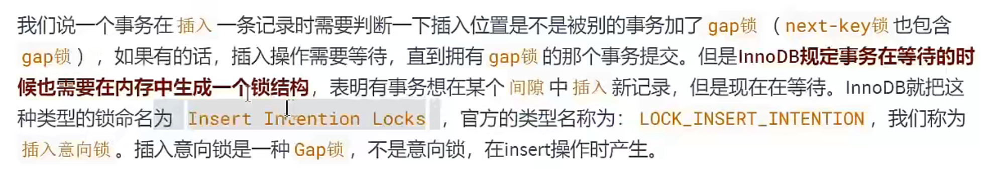 我们说一个事务在 插入 一条记录时需要判断一下插入位置是不是被别的事务加了 gap锁 （ next-key锁 也包含
gap锁 ），如果有的话，插入操作需要等待，直到拥有 gap锁 的那个事务提交。但是InnoDB规定事务在等待的时
候也需要在内存中生成一个锁结构，表明有事务想在某个 间隙 中 插入 新记录，但是现在在等待。InnoDB就把这
种类型的锁命名为 Insert Intention Locks ，官方的类型名称为： LOCK_INSERT_INTENTION ，我们称为
插入意向锁 。插入意向锁是一种 Gap锁 ，不是意向锁，在insert操作时产生。